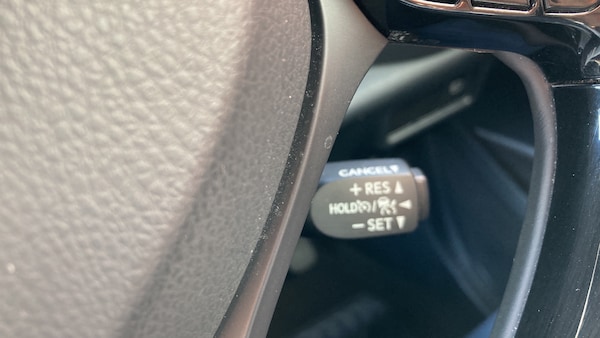 CANCEL
+ RES
HOLD /
− SET